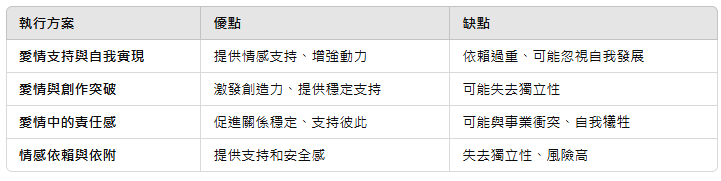 執行方案 優點 缺點
愛情支持與自我實現 提供情感支持、增強動力 依賴過重、可能忽視自我發展
愛情與創作突破 激發創造力、提供穩定支持 可能失去獨立性
愛情中的責任感 促進關係穩定、支持彼此 可能與事業衝突、自我犧牲
情感依賴與依附 提供支持和安全感 失去獨立性、風險高